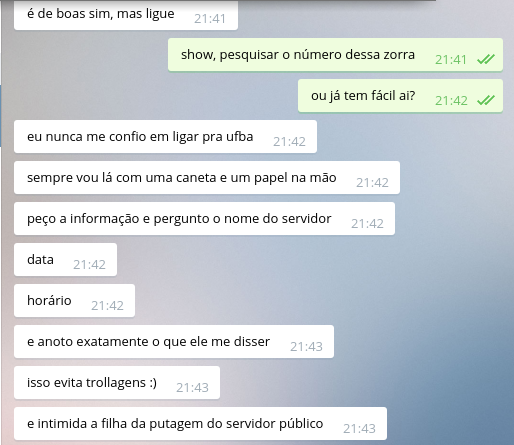 é de boas sim, mas ligue 21:41
show, pesquisar o número dessa zorra 21:41
ou já tem fácil ai? 21:42
eu nunca me confio em ligar pra ufba 21:42
sempre vou lá com uma caneta e um papel na mão 21:42
peço a informação e pergunto o nome do servidor 21:42
data 21:42
horário 21:42
e anoto exatamente o que ele me disser 21:43
isso evita trollagens :) 21:43
e intimida a filha da putagem do servidor público 21:43